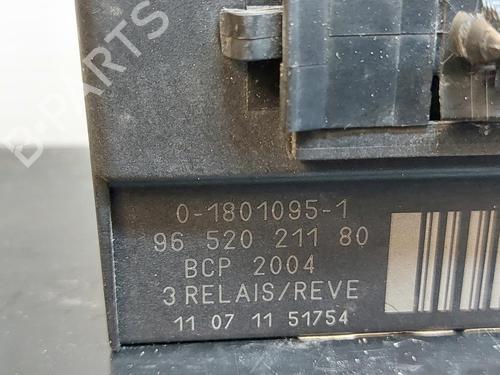 B-PARTS
0-1801095-1
96 520 211 80
BCP 2004
3 RELAIS/REVE
11 07 11 51754